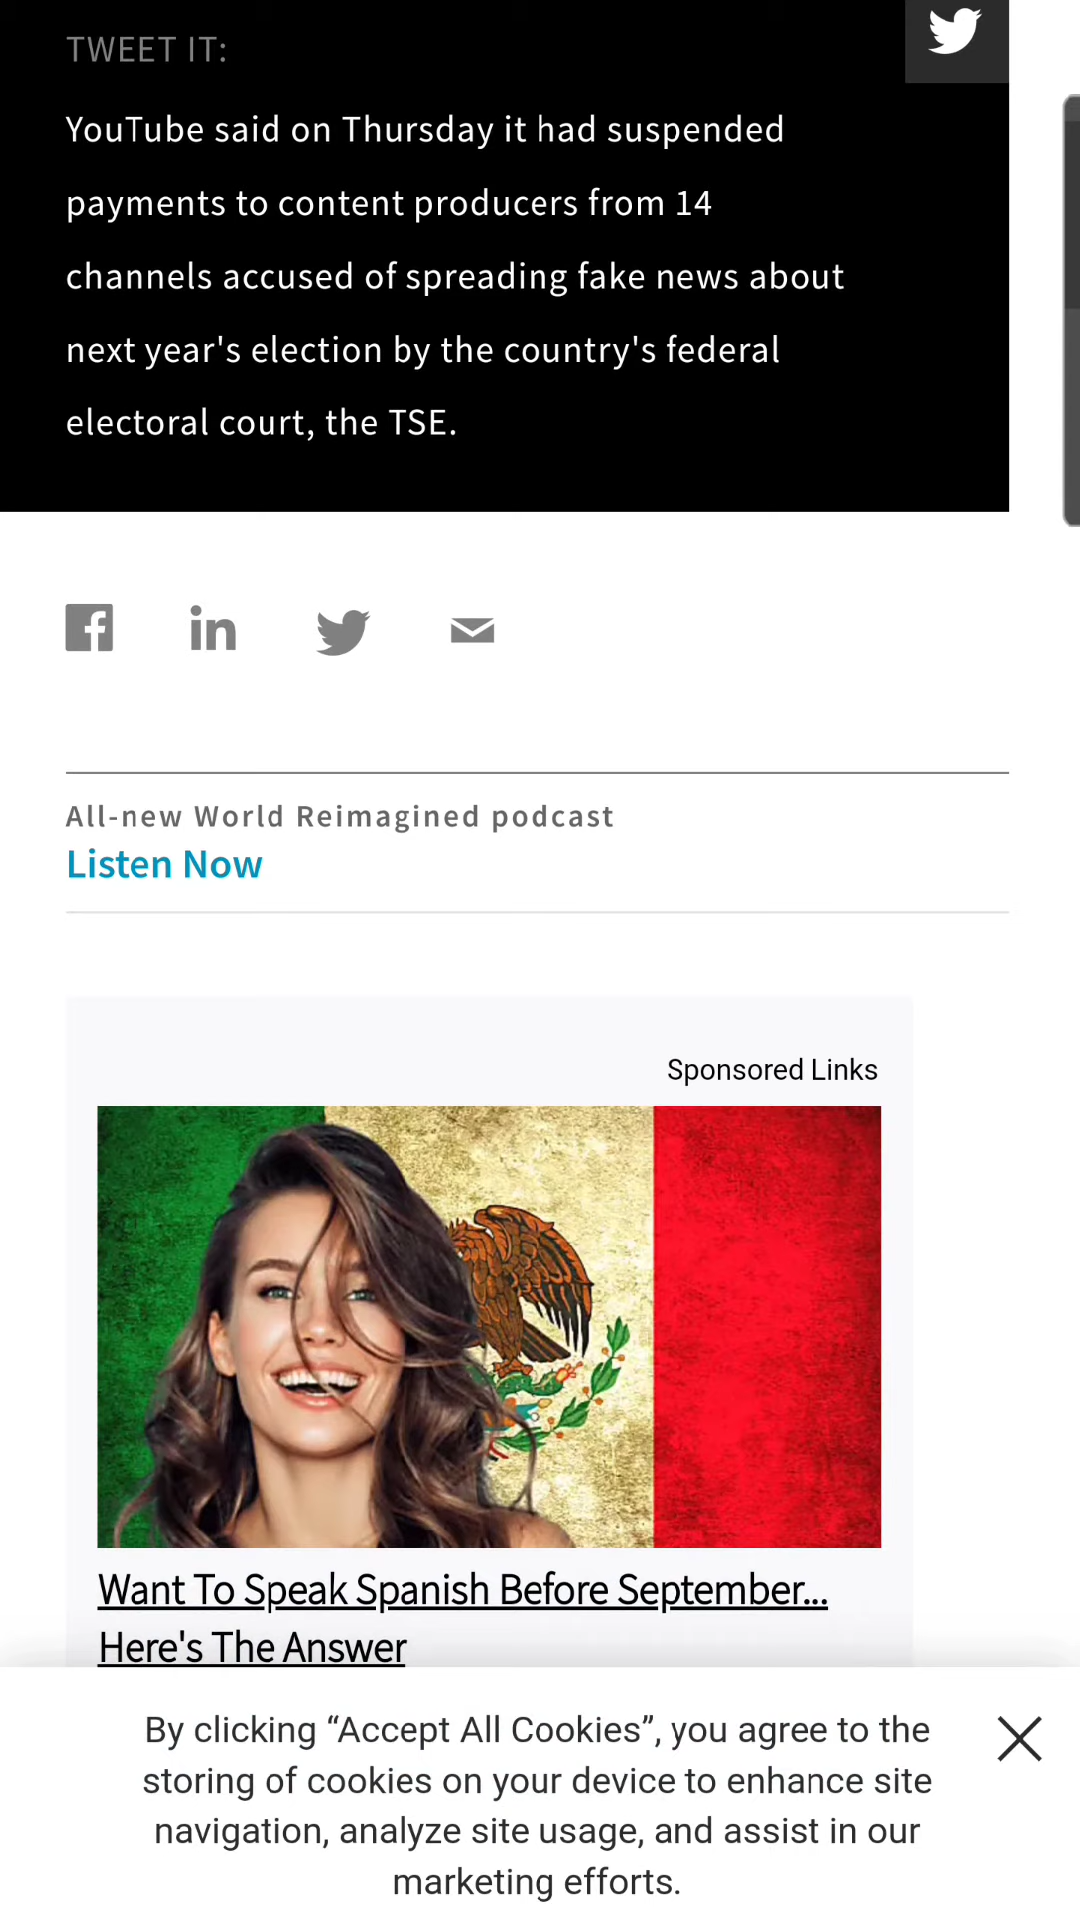 TWEET IT:
YouTube said on Thursday it had suspended
payments to content producers from 14
channels accused of spreading fake news about
next year's election by the country's federal
electoral court, the TSE.
All-new World Reimagined podcast
Listen Now
Sponsored Links
Want To Speak Spanish Before September...
Here's The Answer
By clicking “Accept All Cookies”, you agree to the
storing of cookies on your device to enhance site
navigation, analyze site usage, and assist in our
marketing efforts.